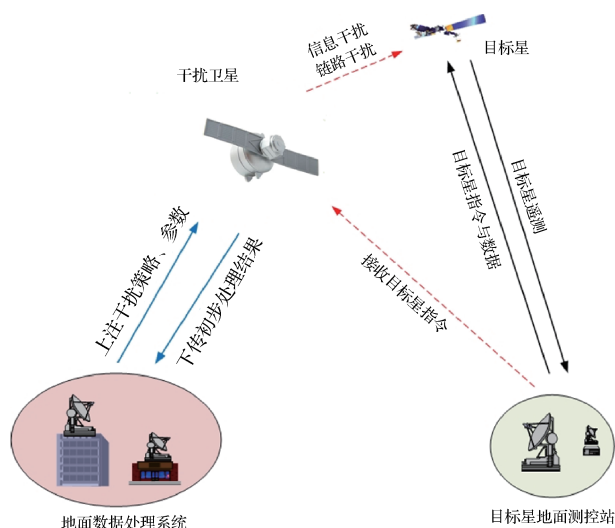 信息干扰
链路干扰
目标星
干扰卫星
目标星指令与数据
目标星遥测
上注干扰策略、参数
下传初步处理结果
接收目标星指令
地面数据处理系统
目标星地面测控站